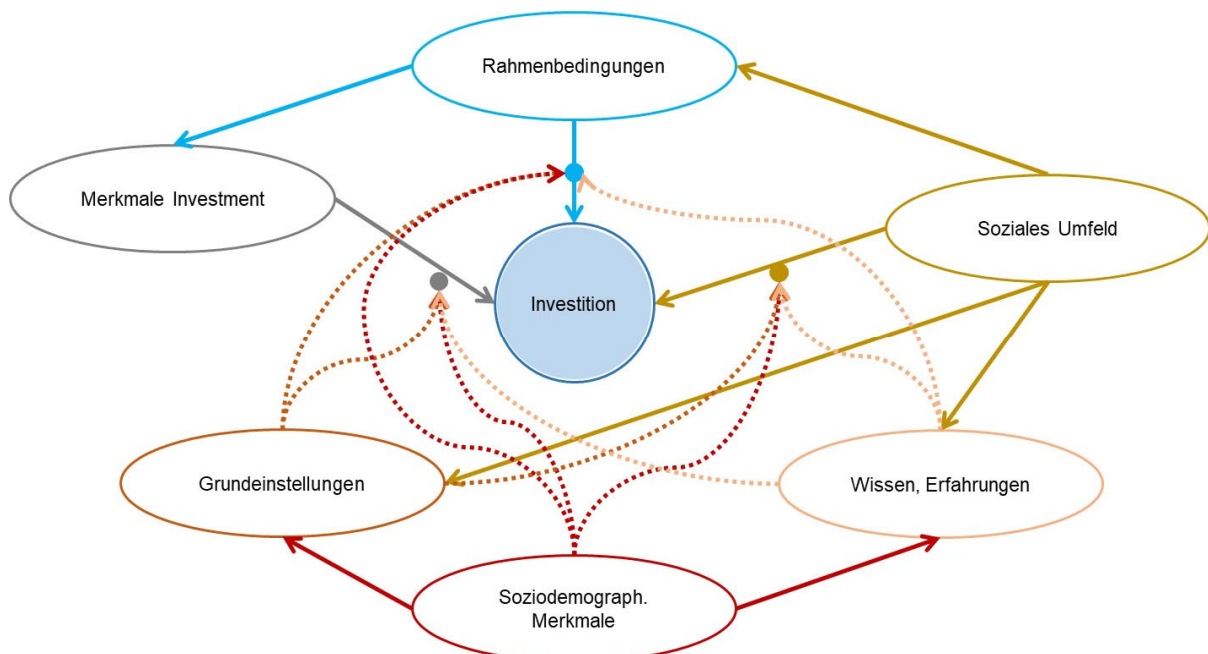 Rahmenbedingungen
Merkmale Investment
Soziales Umfeld
Investition
Grundeinstellungen
Wissen, Erfahrungen
Soziodemograph.
Merkmale